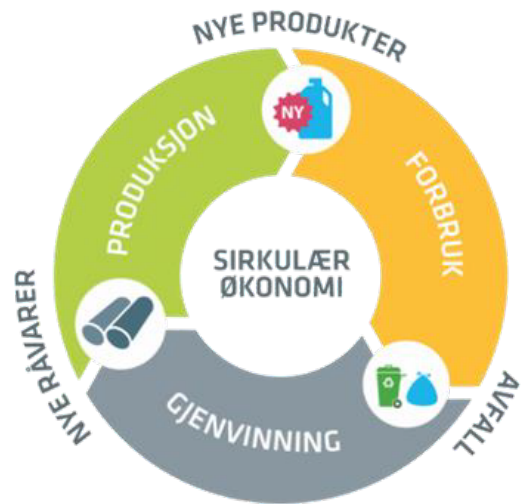 NYE PRODUKTER
NY
PRODUKSJON
FORBRUK
SIRKULÆR
ØKONOMI
NYE RÅVARER
GJENVINNING
AVFALL